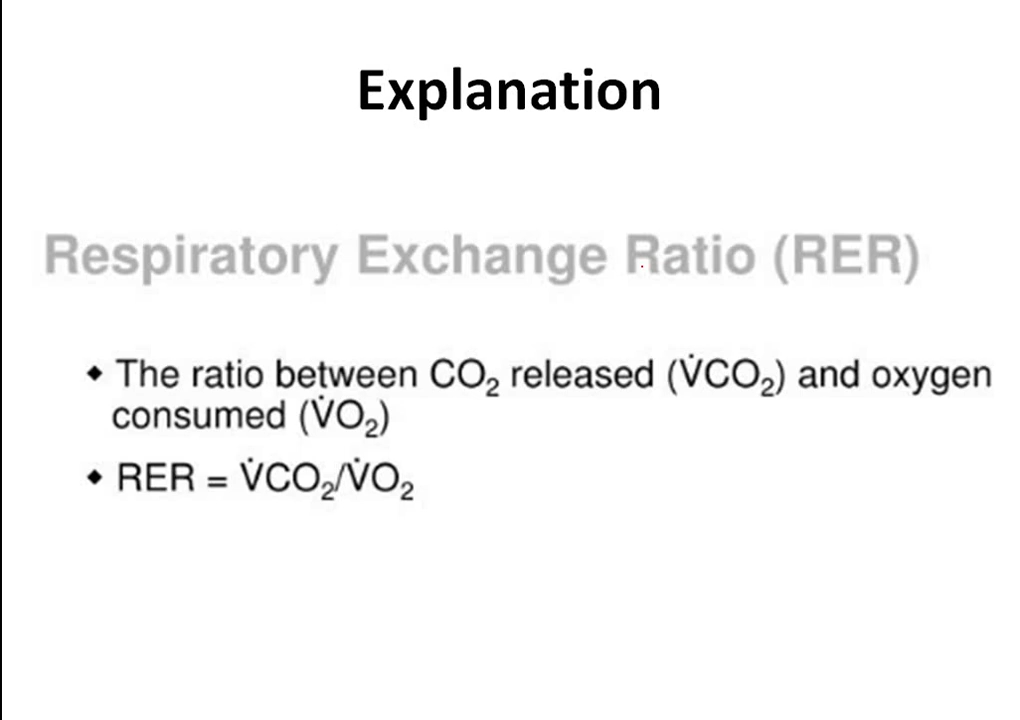 Explanation
Respiratory Exchange Ratio (RER)
◆ The ratio between CO₂ released (V̇CO₂) and oxygen
consumed (V̇O₂)
◆ RER = V̇CO₂/V̇O₂